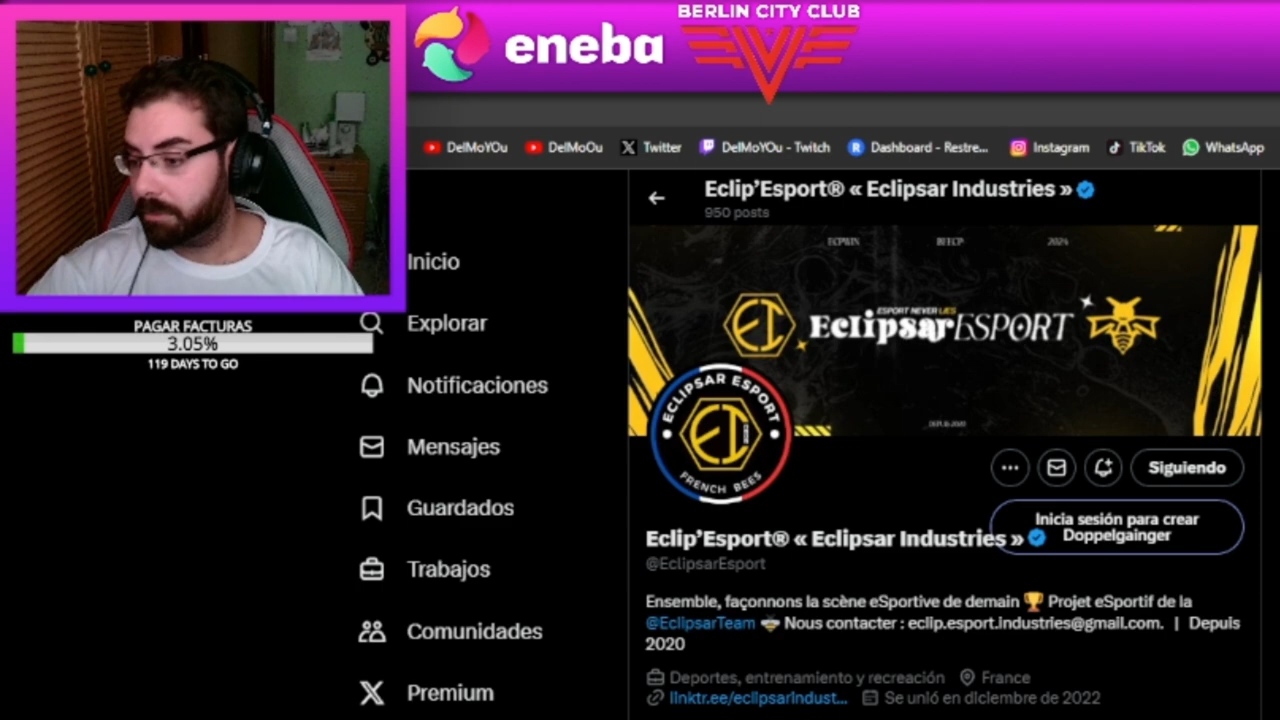 BERLIN CITY CLUB
eneba
DelMoYOu
DelMoOu
Twitter
DelMoYOu - Twitch
Dashboard - Restre...
Instagram
TikTok
WhatsApp
Eclip'Esport® « Eclipsar Industries »
950 posts
PAGAR FACTURAS
3.05%
119 DAYS TO GO
Inicio
Explorar
Notificaciones
Mensajes
Guardados
Trabajos
Comunidades
Premium
2024
ESPORT NEVER LIES
EclipsarESPORT
ECLIPSAR ESPORT
FRENCH BEES
Siguiendo
Inicia sesión para crear
Doppelgainger
Eclip'Esport® « Eclipsar Industries »
@EclipsarEsport
Ensemble, façonnons la scène eSportive de demain 🏆 Projet eSportif de la
@EclipsarTeam 🐝 Nous contacter : eclip.esport.industries@gmail.com. | Depuis
2020
Deportes, entrenamiento y recreación
France
linktr.ee/eclipsarindust...
Se unió en diciembre de 2022